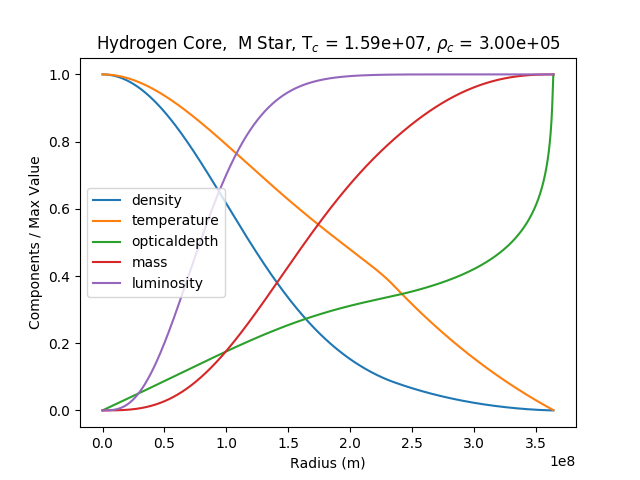 Hydrogen Core,  M Star, T_c = 1.59e+07, ρ_c = 3.00e+05
Components / Max Value
1.0
0.8
0.6
0.4
0.2
0.0
density
temperature
opticaldepth
mass
luminosity
0.0 0.5 1.0 1.5 2.0 2.5 3.0 3.5
1e8
Radius (m)